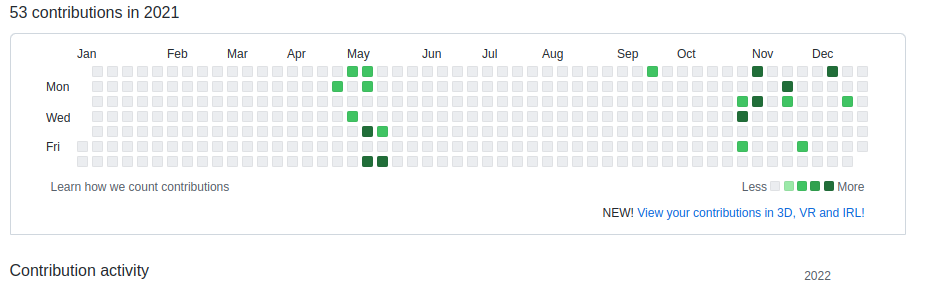 53 contributions in 2021
Jan Feb Mar Apr May Jun Jul Aug Sep Oct Nov Dec
Mon
Wed
Fri
Learn how we count contributions Less More
NEW! View your contributions in 3D, VR and IRL!
Contribution activity
2022